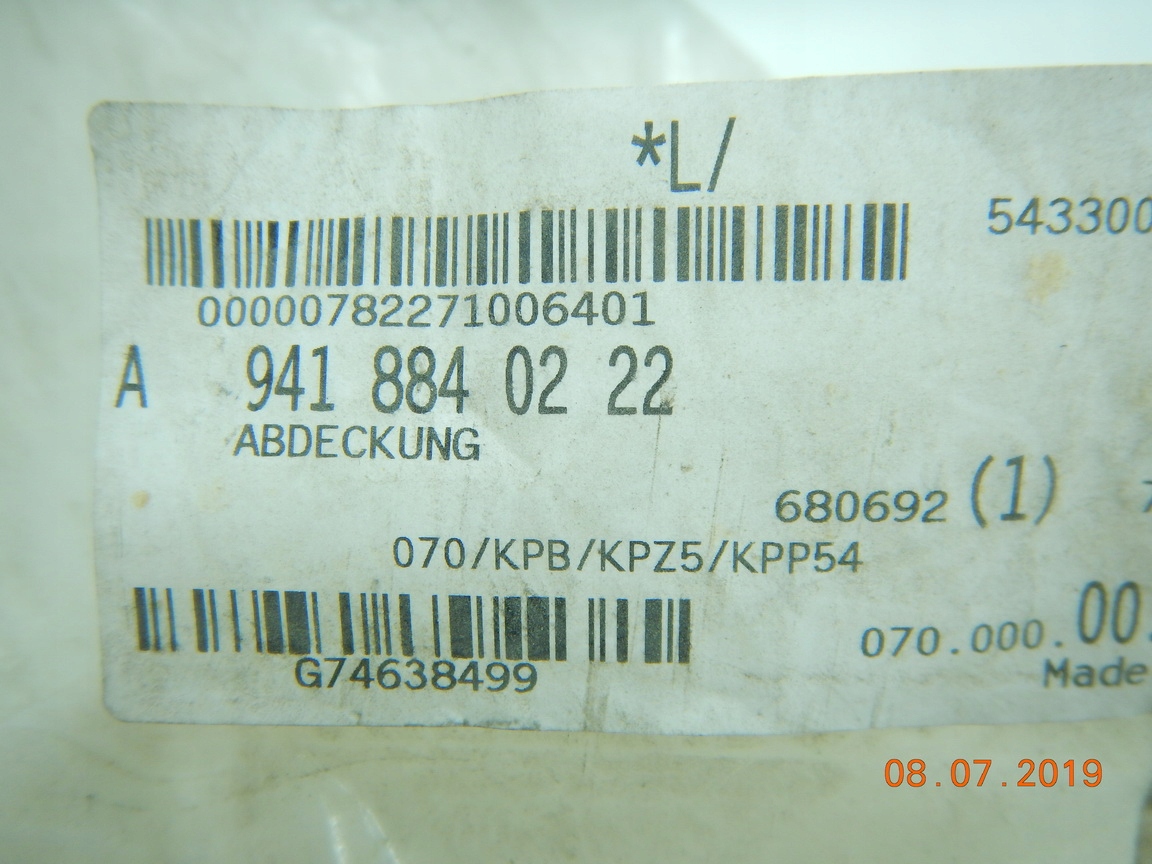 *L/
543300
00000782271006401
A 941 884 02 22
ABDECKUNG
680692 (1)
070/KPB/KPZ5/KPP54
070.000.00.
G74638499
Made
08.07.2019